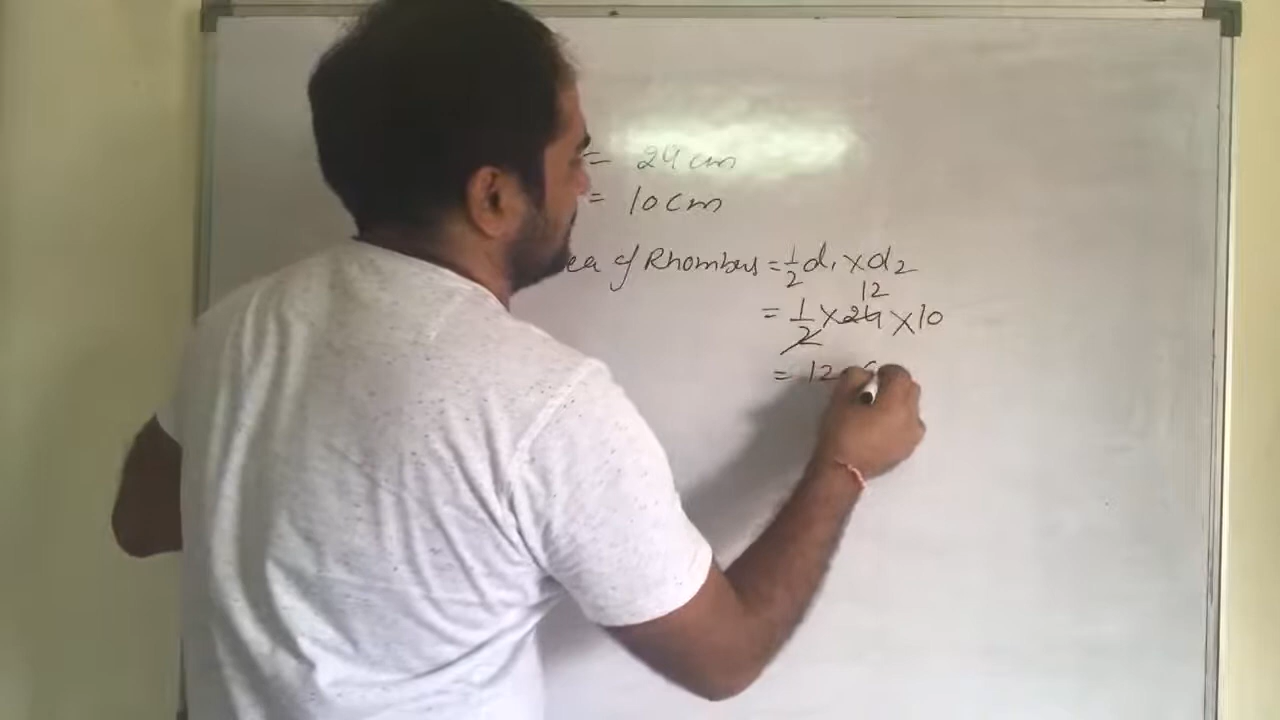 = 24 cm
= 10 cm
ea of Rhombus = 1/2 d1 × d2
12
= 1/2 × 24 × 10
= 12